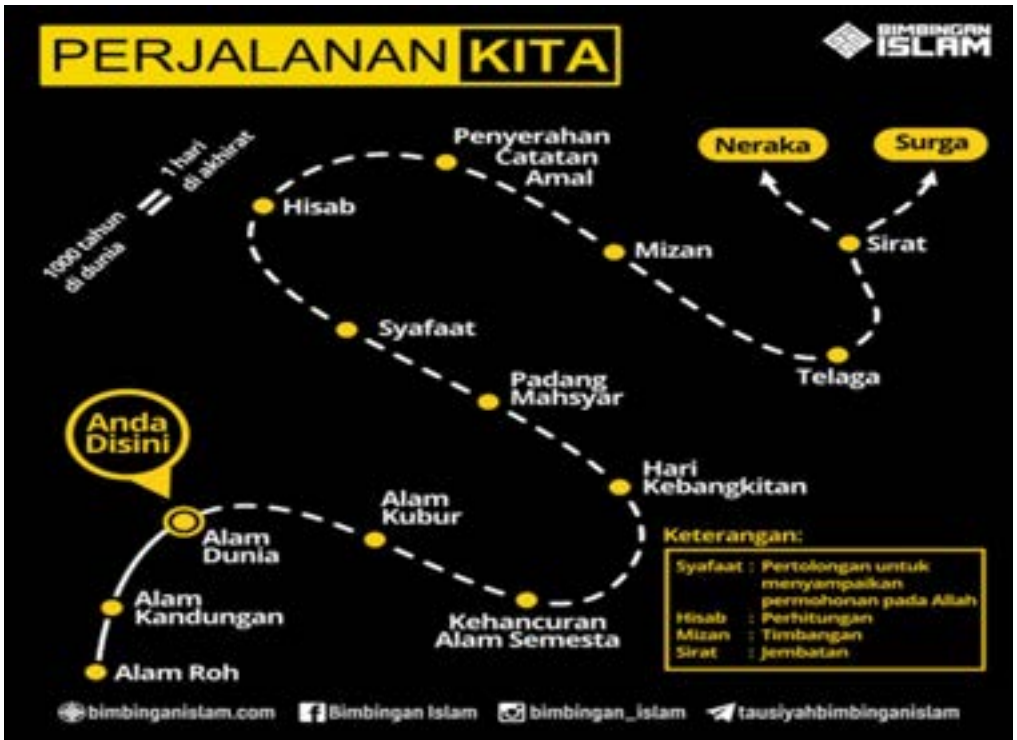 PERJALANAN KITA
BIMBINGAN
ISLAM
1000 tahun
di dunia
=
1 hari
di akhirat
Penyerahan
Catatan
Amal
Neraka
Surga
Hisab
Mizan
Sirat
Syafaat
Telaga
Padang
Mahsyar
Anda
Disini
Hari
Kebangkitan
Alam
Kubur
Alam
Dunia
Alam
Kandungan
Kehancuran
Alam Semesta
Alam Roh
Keterangan:
Syafaat : Pertolongan untuk
menyampaikan
permohonan pada Allah
Hisab : Perhitungan
Mizan : Timbangan
Sirat : Jembatan
bimbinganislam.com Bimbingan Islam bimbingan_islam tausiyahbimbinganislam